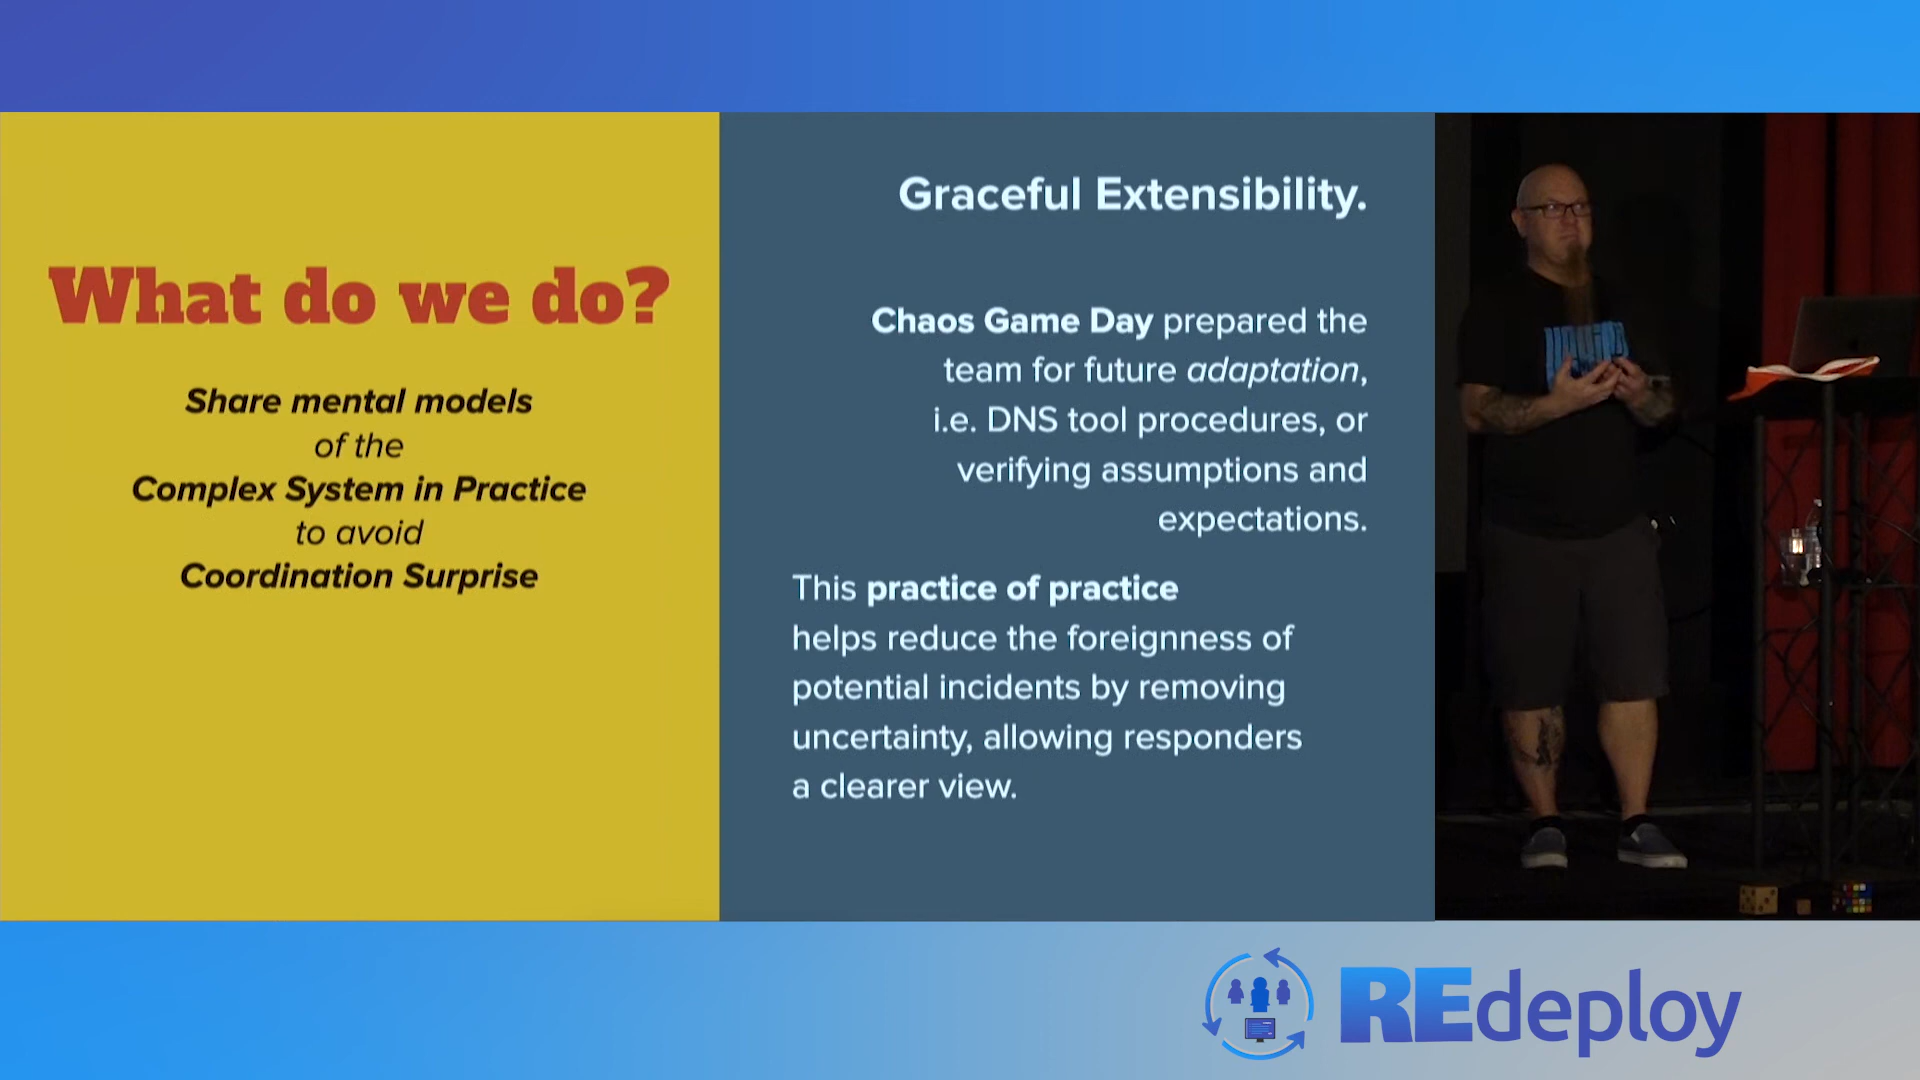 What do we do?
Share mental models
of the
Complex System in Practice
to avoid
Coordination Surprise
Graceful Extensibility.
Chaos Game Day prepared the
team for future adaptation,
i.e. DNS tool procedures, or
verifying assumptions and
expectations.
This practice of practice
helps reduce the foreignness of
potential incidents by removing
uncertainty, allowing responders
a clearer view.
REdeploy